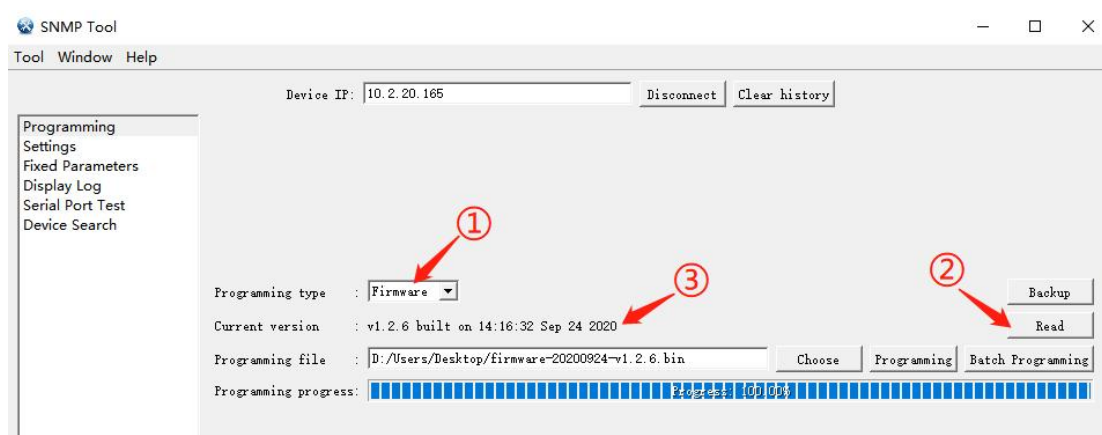 SNMP Tool
Tool Window Help
Device IP: 10.2.20.165 Disconnect Clear history
Programming
Settings
Fixed Parameters
Display Log
Serial Port Test
Device Search
①
②
③
Programming type : Firmware Backup
Current version : v1.2.6 built on 14:16:32 Sep 24 2020 Read
Programming file : D:/Users/Desktop/firmware-20200924-v1.2.6.bin Choose Programming Batch Programming
Programming progress: Progress: 100.00%